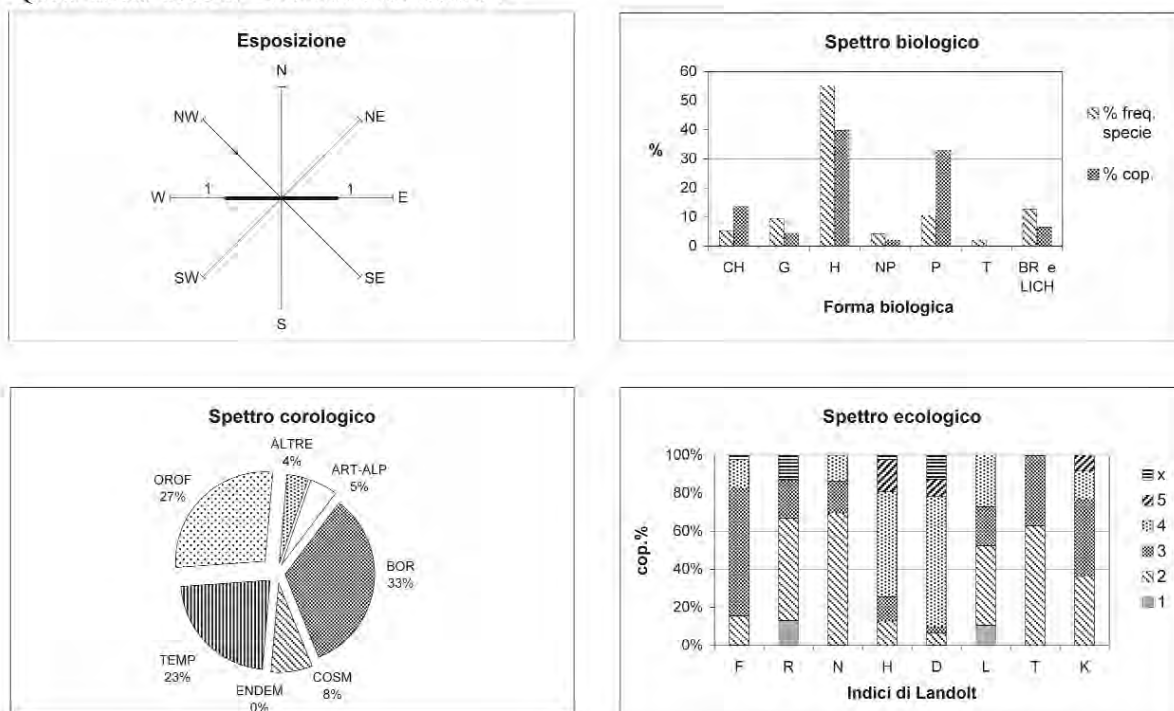 Esposizione
N
NW
NE
W
1
1
E
SW
SE
S
Spettro biologico
60
50
40
30
20
10
0
%
CH G H NP P T BR e
LICH
Forma biologica
% freq.
specie
% cop.
Spettro corologico
ALTRE
4%
ART-ALP
5%
OROF
27%
BOR
33%
TEMP
23%
ENDEM
0%
COSM
8%
Spettro ecologico
100%
80%
60%
40%
20%
0%
cop.%
F R N H D L T K
Indici di Landolt
x
5
4
3
2
1